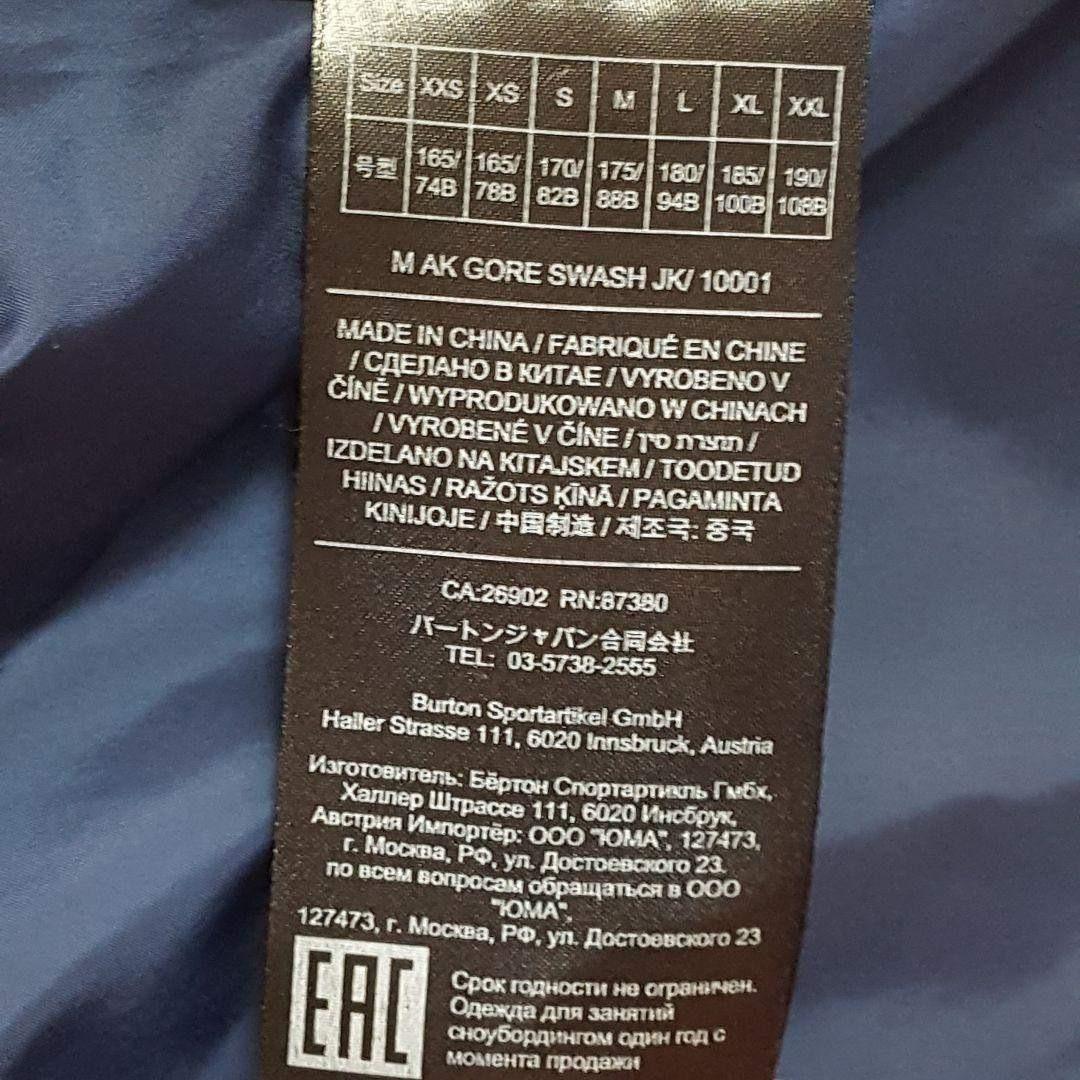 Size XXS XS S M L XL XXL
호칭 165/74B 165/78B 170/82B 175/88B 180/94B 185/100B 190/108B
M AK GORE SWASH JK/ 10001
MADE IN CHINA / FABRIQUÉ EN CHINE
/ СДЕЛАНО В КИТАЕ / VYROBENO V
ČÍNĚ / WYPRODUKOWANO W CHINACH
/ VYROBENÉ V ČÍNE / תוצרת סין /
IZDELANO NA KITAJSKEM / TOODETUD
HIINAS / RAŽOTS ĶĪNĀ / PAGAMINTA
KINIJOJE / 中国制造 / 제조국: 중국
CA:26902 RN:87380
バートンジャパン合同会社
TEL: 03-5738-2555
Burton Sportartikel GmbH
Haller Strasse 111, 6020 Innsbruck, Austria
Изготовитель: Бёртон Спортартикль Гмбх,
Халлер Штрассе 111, 6020 Инсбрук,
Австрия Импортёр: ООО "ЮМА", 127473,
г. Москва, РФ, ул. Достоевского 23.
по всем вопросам обращаться в ООО
"ЮМА",
127473, г. Москва, РФ, ул. Достоевского 23
EAC
Срок годности не ограничен.
Одежда для занятий
сноубордингом один год с
момента продажи